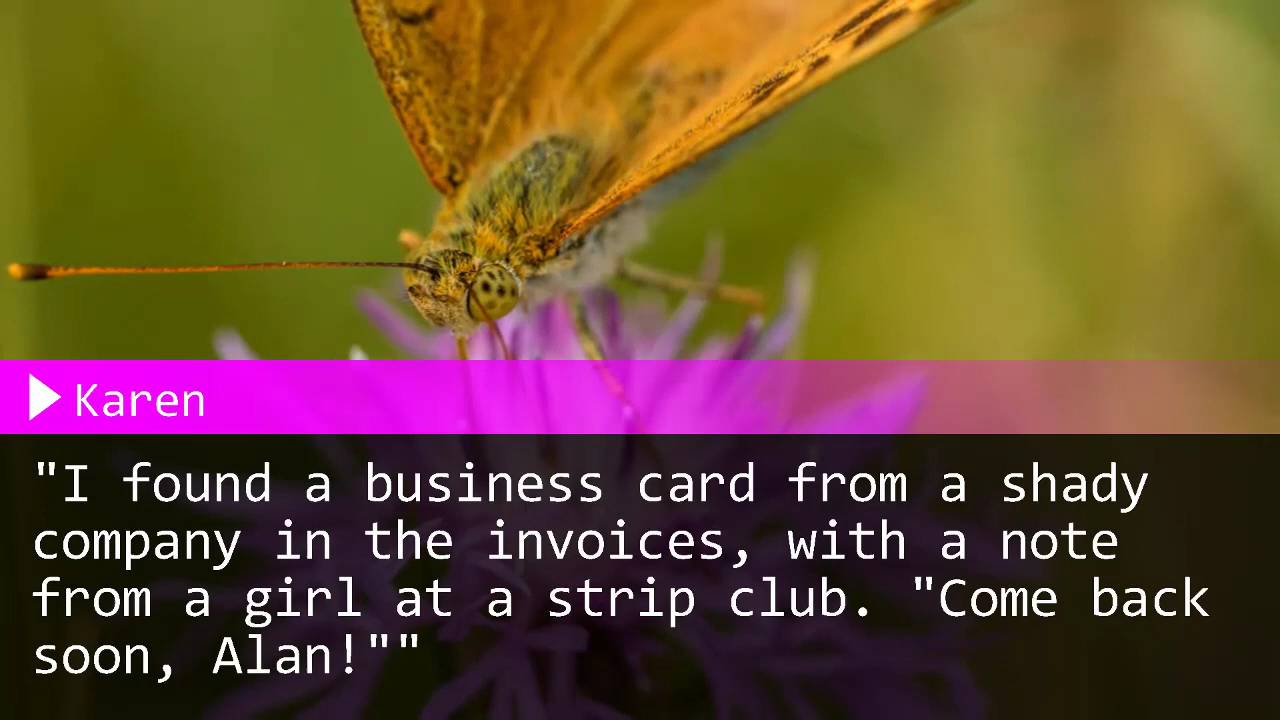 Karen
"I found a business card from a shady
company in the invoices, with a note
from a girl at a strip club. "Come back
soon, Alan!""